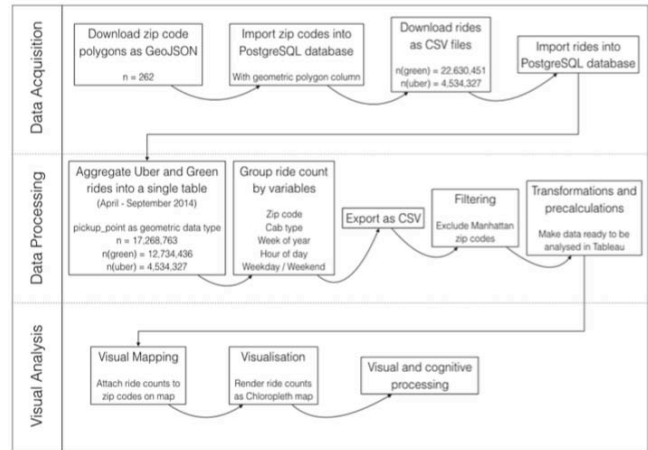 Data Acquisition
Download zip code
polygons as GeoJSON
n = 262
Import zip codes into
PostgreSQL database
With geometric polygon column
Download rides
as CSV files
n(green) = 22,630,451
n(uber) = 4,534,327
Import rides into
PostgreSQL database
Data Processing
Aggregate Uber and Green
rides into a single table
(April - September 2014)
pickup_point as geometric data type
n = 17,268,763
n(green) = 12,734,436
n(uber) = 4,534,327
Group ride count
by variables
Zip code
Cab type
Week of year
Hour of day
Weekday / Weekend
Export as CSV
Filtering
Exclude Manhattan
zip codes
Transformations and
precalculations
Make data ready to be
analysed in Tableau
Visual Analysis
Visual Mapping
Attach ride counts to
zip codes on map
Visualisation
Render ride counts
as Chloropleth map
Visual and cognitive
processing